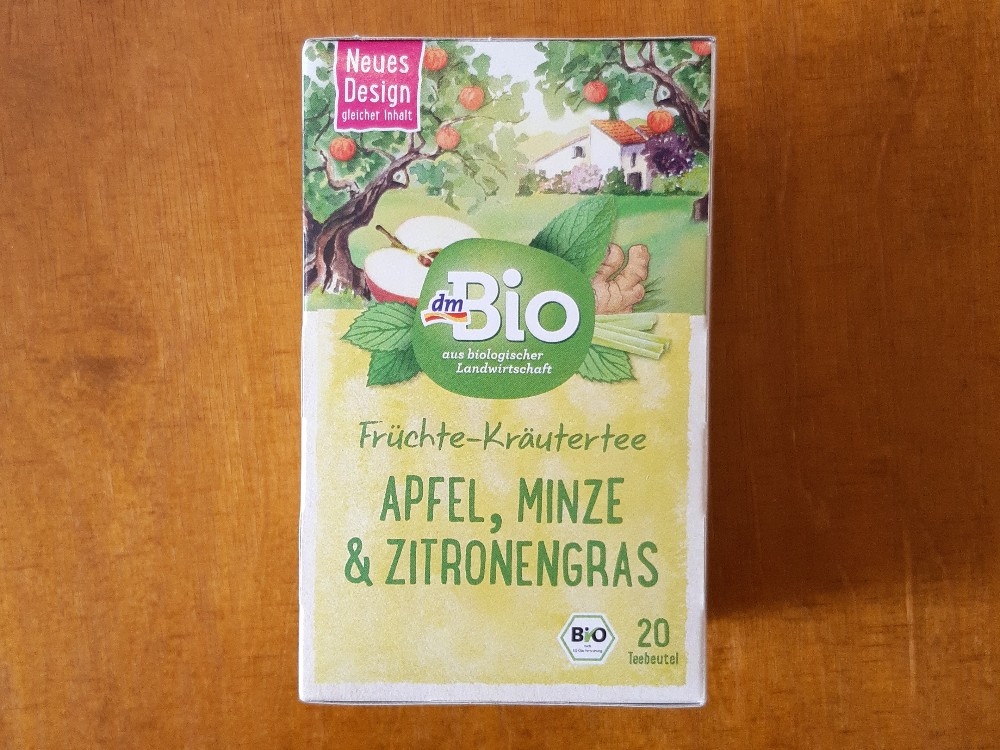 Neues
Design
gleicher Inhalt
dm
Bio
aus biologischer
Landwirtschaft
Früchte-Kräutertee
APFEL, MINZE
& ZITRONENGRAS
BIO
20
Teebeutel